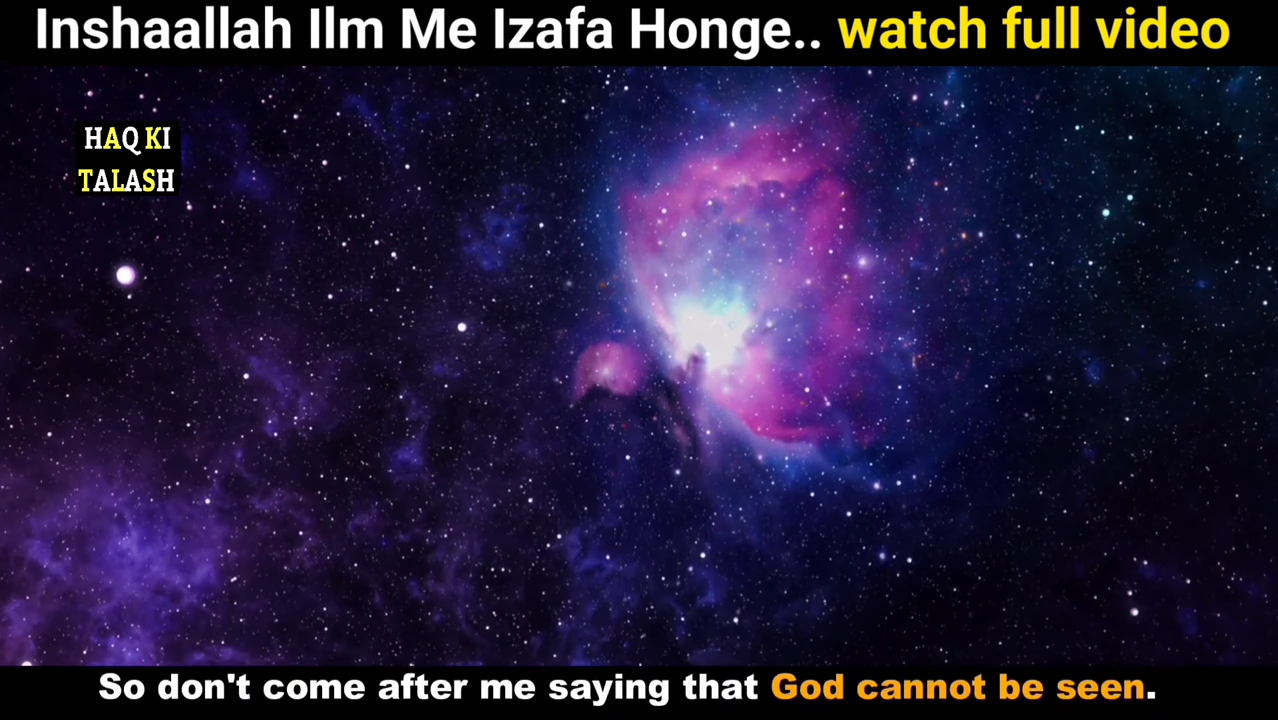 Inshaallah Ilm Me Izafa Honge.. watch full video
HAQ KI
TALASH
So don't come after me saying that God cannot be seen.